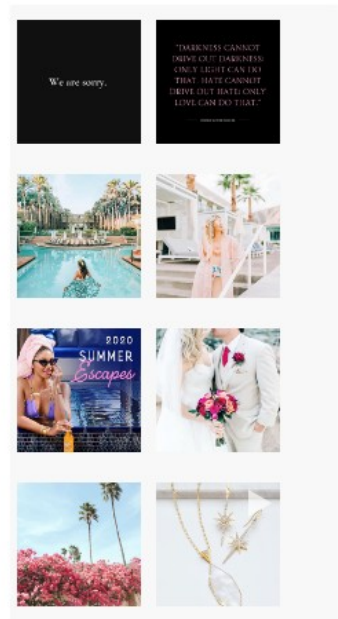 We are sorry.
"DARKNESS CANNOT
DRIVE OUT DARKNESS:
ONLY LIGHT CAN DO
THAT. HATE CANNOT
DRIVE OUT HATE: ONLY
LOVE CAN DO THAT."
2020
SUMMER
Escapes